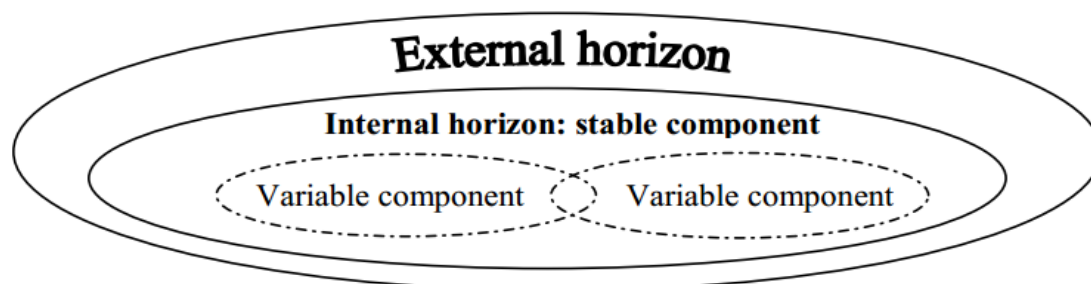 External horizon
Internal horizon: stable component
Variable component Variable component